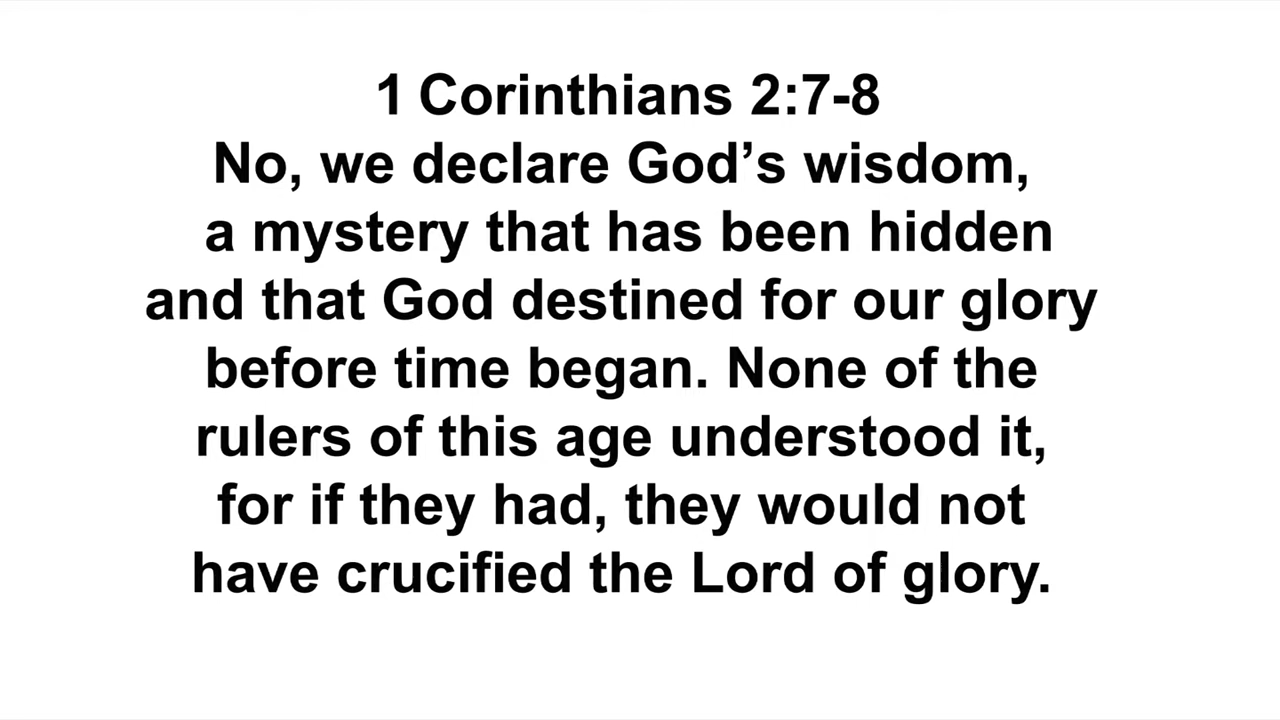 1 Corinthians 2:7-8
No, we declare God’s wisdom,
a mystery that has been hidden
and that God destined for our glory
before time began. None of the
rulers of this age understood it,
for if they had, they would not
have crucified the Lord of glory.